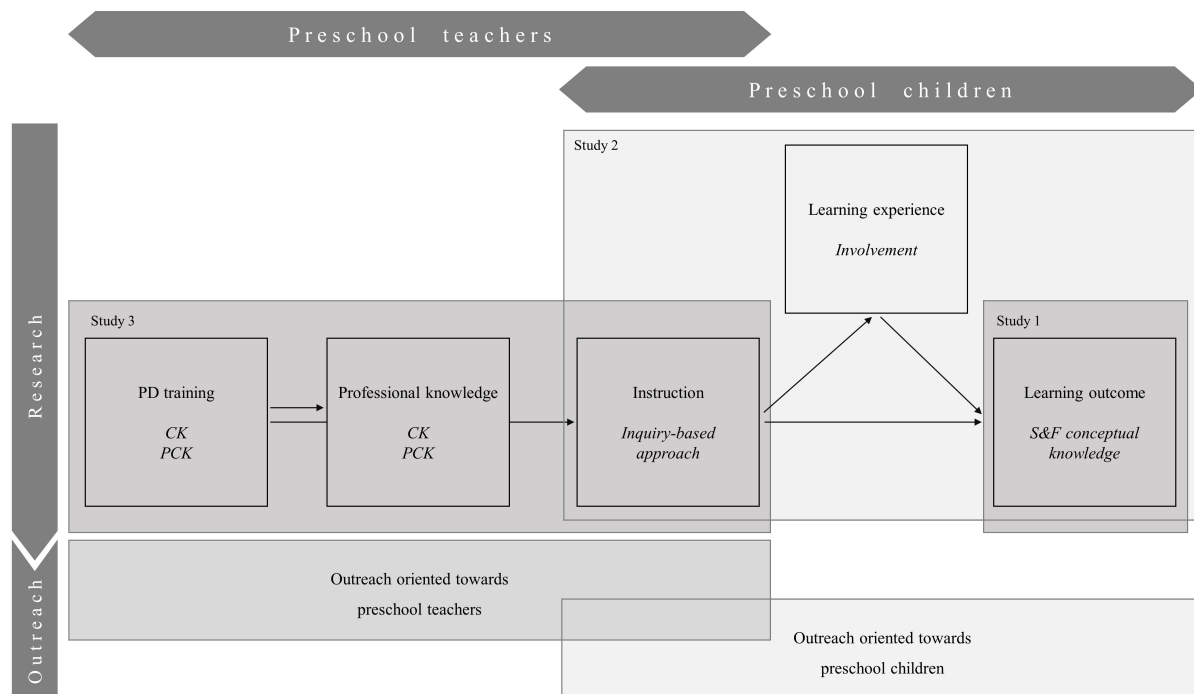 Preschool teachers
Preschool children
Research
Study 2
Learning experience
Involvement
Study 3
PD training
CK
PCK
Professional knowledge
CK
PCK
Instruction
Inquiry-based
approach
Study 1
Learning outcome
S&F conceptual
knowledge
Outreach
Outreach oriented towards
preschool teachers
Outreach oriented towards
preschool children